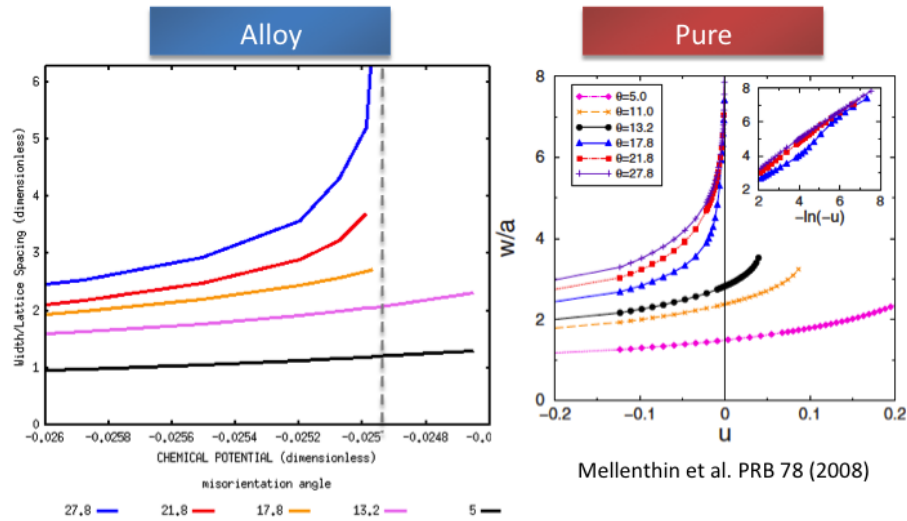 Alloy
Pure
6
5
4
3
2
1
0
Width/Lattice Spacing (dimensionless)
-0.026 -0.0258 -0.0256 -0.0254 -0.0252 -0.025 -0.0248 -0.0
CHEMICAL POTENTIAL (dimensionless)
misorientation angle
27.8 21.8 17.8 13.2 5
8
6
4
2
0
w/a
θ=5.0
θ=11.0
θ=13.2
θ=17.8
θ=21.8
θ=27.8
8
6
4
2
2 4 6 8
−ln(−u)
-0.2 -0.1 0 0.1 0.2
u
Mellenthin et al. PRB 78 (2008)